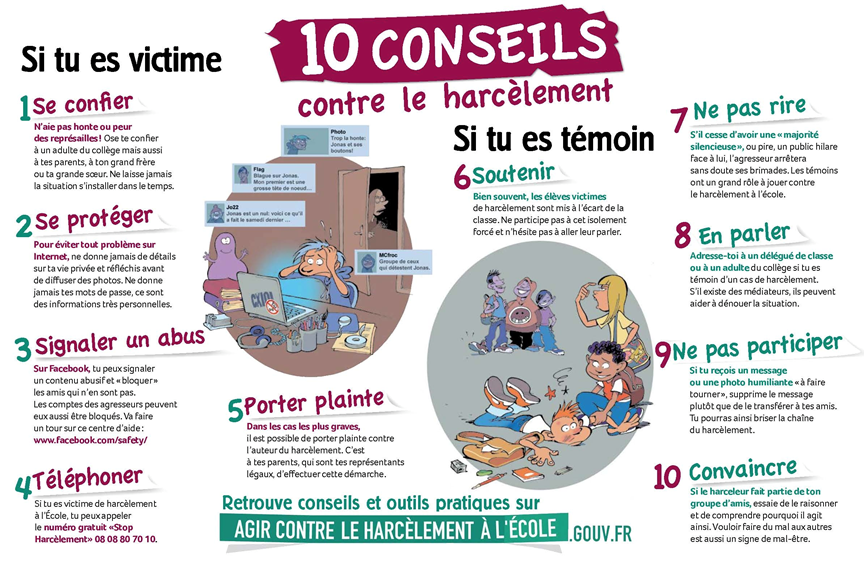 10 CONSEILS
contre le harcèlement
Si tu es victime
1 Se confier
N'aie pas honte ou peur
des représailles ! Ose te confier
à un adulte du collège mais aussi
à tes parents, à ton grand frère
ou ta grande sœur. Ne laisse jamais
la situation s'installer dans le temps.
2 Se protéger
Pour éviter tout problème sur
Internet, ne donne jamais de détails
sur ta vie privée et réfléchis avant
de diffuser des photos. Ne donne
jamais tes mots de passe, ce sont
des informations très personnelles.
3 Signaler un abus
Sur Facebook, tu peux signaler
un contenu abusif et « bloquer »
les amis qui n'en sont pas.
Les comptes des agresseurs peuvent
eux aussi être bloqués. Va faire
un tour sur ce centre d'aide :
www.facebook.com/safety/
4 Téléphoner
Si tu es victime de harcèlement
à l'École, tu peux appeler
le numéro gratuit «Stop
Harcèlement» 08 08 80 70 10.
Photo
Trop la honte:
Jonas et ses
boutons!
Flag
Blague sur Jonas.
Mon premier est une
grosse tête de noeud...
Jo22
Jonas est un nul: voici ce qu'il
a fait le samedi dernier ...
MCfroc
Groupe de ceux
qui détestent Jonas.
5 Porter plainte
Dans les cas les plus graves,
il est possible de porter plainte contre
l'auteur du harcèlement. C'est
à tes parents, qui sont tes représentants
légaux, d'effectuer cette démarche.
Si tu es témoin
6 Soutenir
Bien souvent, les élèves victimes
de harcèlement sont mis à l'écart de la
classe. Ne participe pas à cet isolement
forcé et n'hésite pas à aller leur parler.
7 Ne pas rire
S'il cesse d'avoir une « majorité
silencieuse », ou pire, un public hilare
face à lui, l'agresseur arrêtera
sans doute ses brimades. Les témoins
ont un grand rôle à jouer contre
le harcèlement à l'école.
8 En parler
Adresse-toi à un délégué de classe
ou à un adulte du collège si tu es
témoin d'un cas de harcèlement.
S'il existe des médiateurs, ils peuvent
aider à dénouer la situation.
9 Ne pas participer
Si tu reçois un message
ou une photo humiliante « à faire
tourner », supprime le message
plutôt que de le transférer à tes amis.
Tu pourras ainsi briser la chaîne
du harcèlement.
10 Convaincre
Si le harceleur fait partie de ton
groupe d'amis, essaie de le raisonner
et de comprendre pourquoi il agit
ainsi. Vouloir faire du mal aux autres
est aussi un signe de mal-être.
Retrouve conseils et outils pratiques sur
AGIR CONTRE LE HARCÈLEMENT À L'ÉCOLE .GOUV.FR